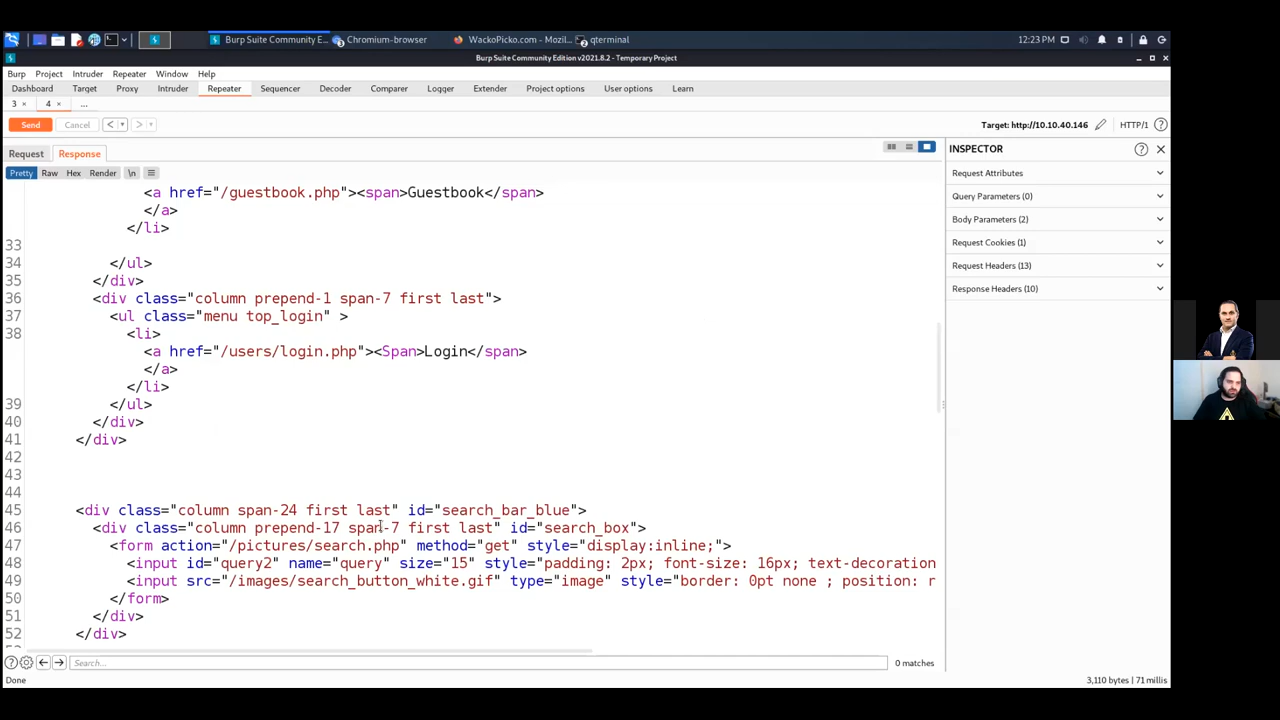 Burp Suite Community E... Chromium-browser WackoPicko.com - Mozil... qterminal 12:23 PM
Burp Suite Community Edition v2021.8.2 - Temporary Project
Burp Project Intruder Repeater Window Help
Dashboard Target Proxy Intruder Repeater Sequencer Decoder Comparer Logger Extender Project options User options Learn
3 × 4 × ...
Send Cancel < > Target: http://10.10.40.146 HTTP/1 ?
Request Response INSPECTOR
Pretty Raw Hex Render \n
<a href="/guestbook.php"><span>Guestbook</span>
</a>
</li>
33
34 </ul>
35 </div>
36 <div class="column prepend-1 span-7 first last">
37 <ul class="menu top_login" >
38 <li>
<a href="/users/login.php"><Span>Login</span>
</a>
</li>
39 </ul>
40 </div>
41 </div>
42
43
44
45 <div class="column span-24 first last" id="search_bar_blue">
46 <div class="column prepend-17 span-7 first last" id="search_box">
47 <form action="/pictures/search.php" method="get" style="display:inline;">
48 <input id="query2" name="query" size="15" style="padding: 2px; font-size: 16px; text-decoration
49 <input src="/images/search_button_white.gif" type="image" style="border: 0pt none ; position: r
50 </form>
51 </div>
52 </div>
Request Attributes
Query Parameters (0)
Body Parameters (2)
Request Cookies (1)
Request Headers (13)
Response Headers (10)
Search... 0 matches
Done 3,110 bytes | 71 millis